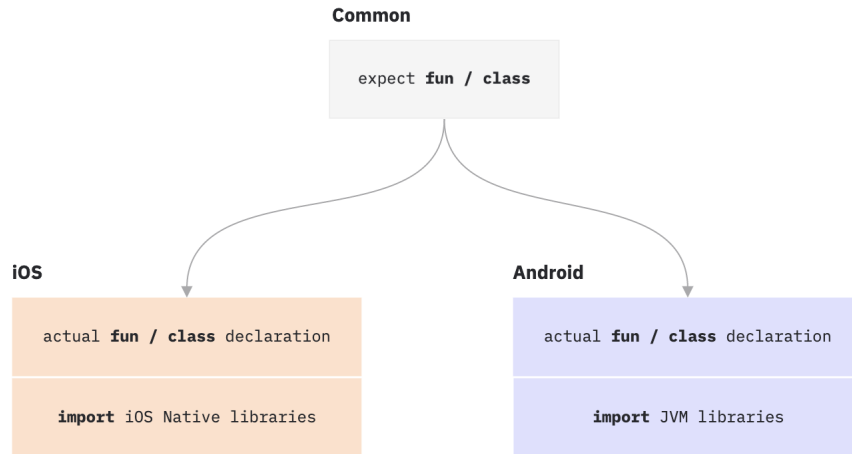 Common
expect fun / class
iOS
Android
actual fun / class declaration
actual fun / class declaration
import iOS Native libraries
import JVM libraries